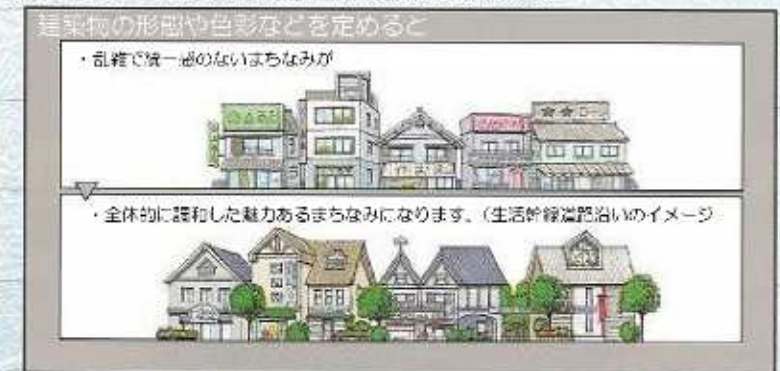 建築物の形態や色彩などを定めると
・乱雑で統一感のないまちなみが
・全体的に調和した魅力あるまちなみになります。(生活幹線道路沿いのイメージ